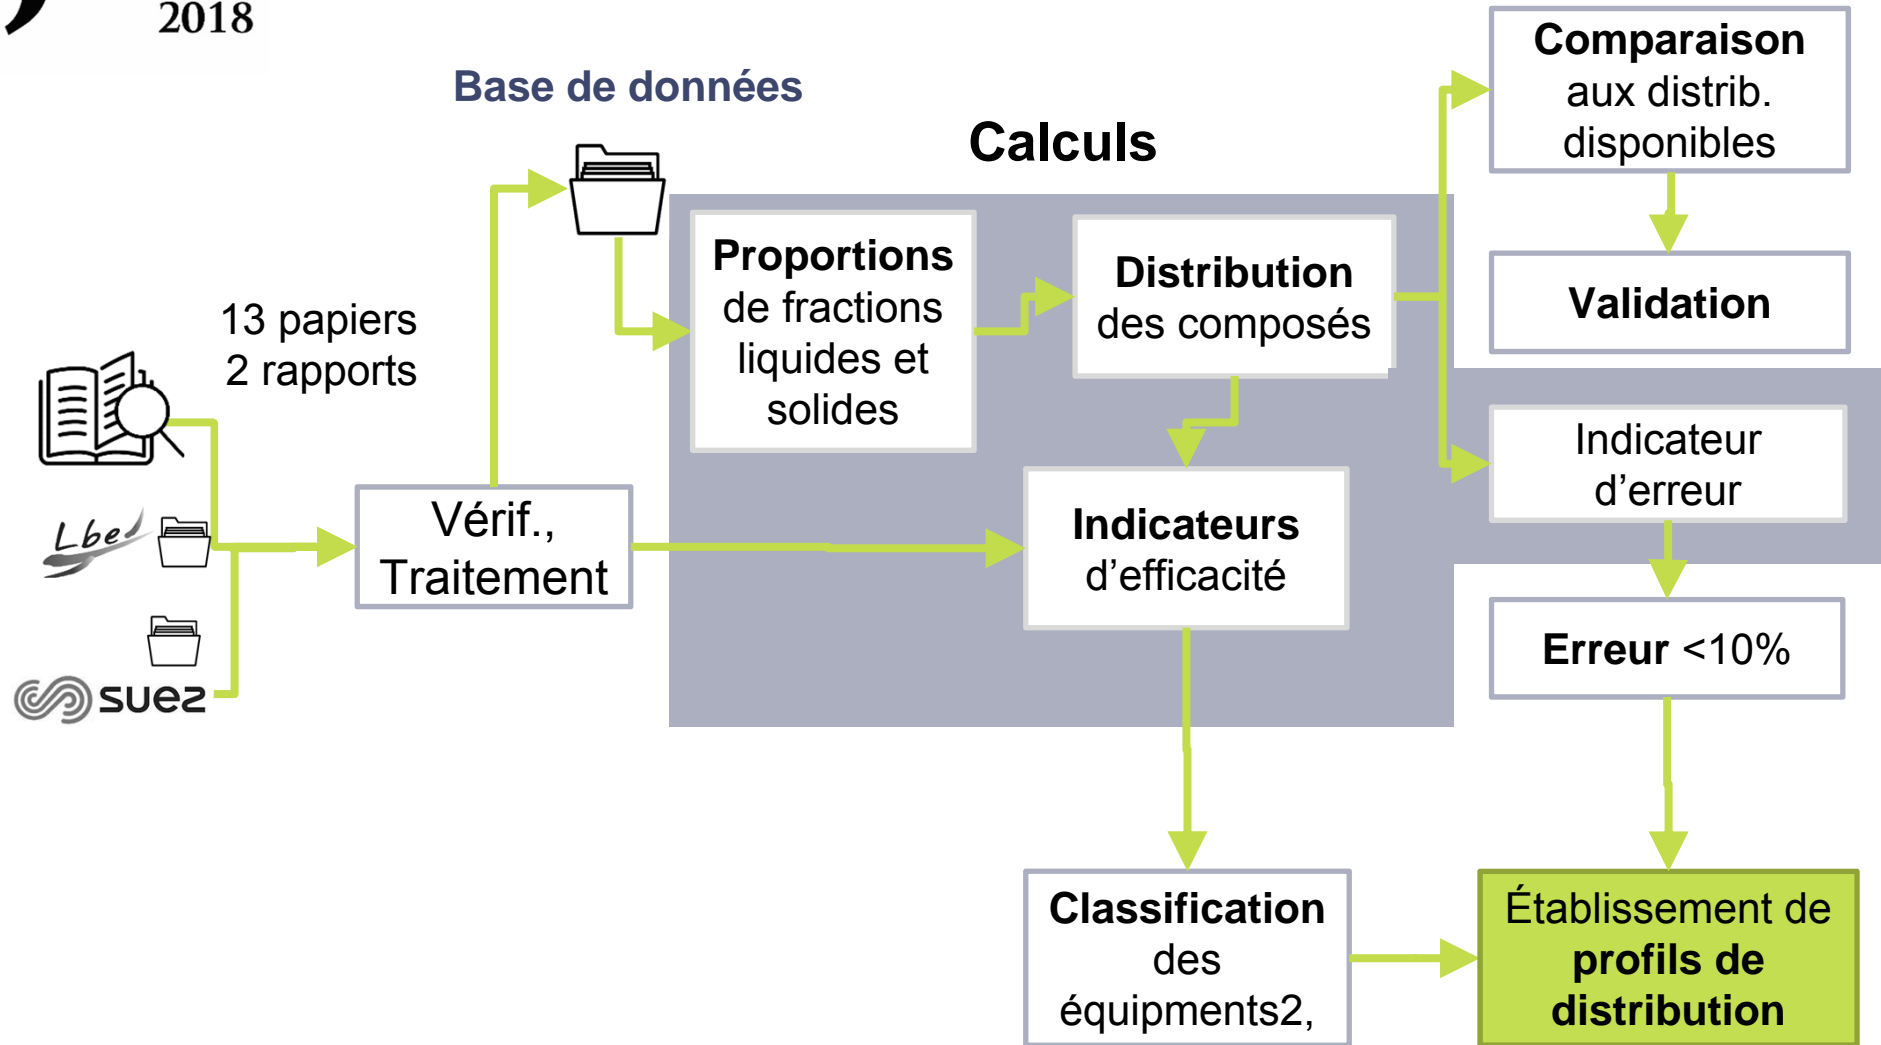 2018
Base de données
Calculs
Comparaison
aux distrib.
disponibles
Validation
Proportions
de fractions
liquides et
solides
Distribution
des composés
13 papiers
2 rapports
Lbe
suez
Vérif.,
Traitement
Indicateurs
d’efficacité
Indicateur
d’erreur
Erreur <10%
Classification
des
équipments2,
Établissement de
profils de
distribution